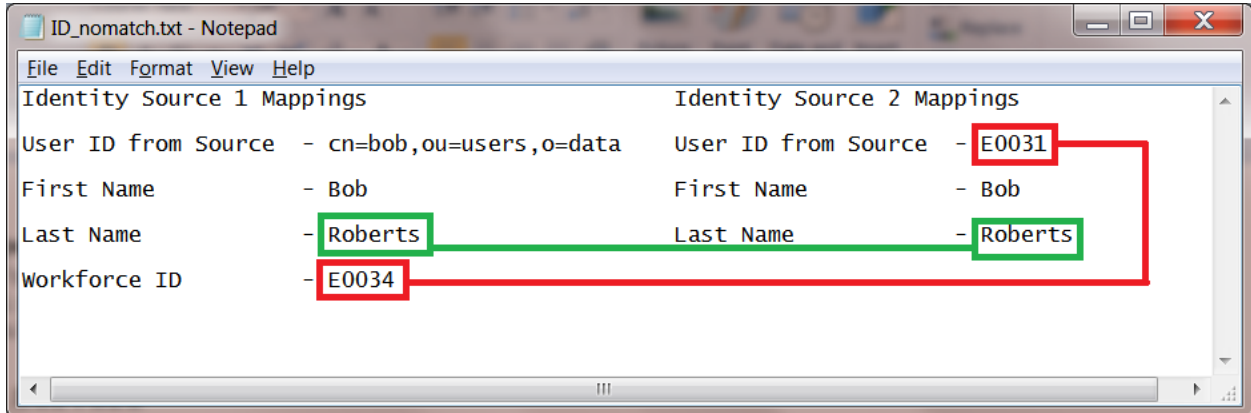 ID_nomatch.txt - Notepad
File Edit Format View Help
Identity Source 1 Mappings Identity Source 2 Mappings
User ID from Source - cn=bob,ou=users,o=data User ID from Source - E0031
First Name - Bob First Name - Bob
Last Name - Roberts Last Name - Roberts
Workforce ID - E0034